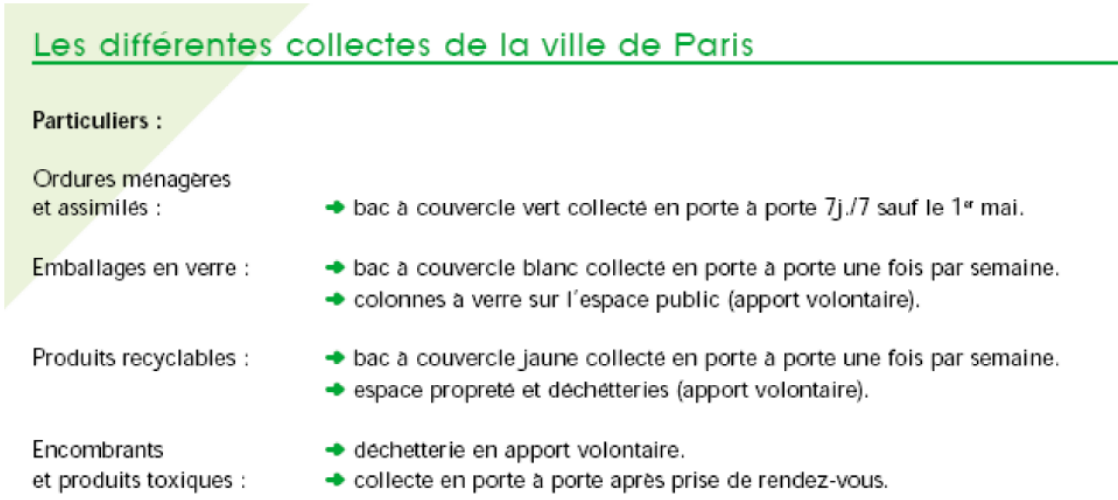 Les différentes collectes de la ville de Paris
Particuliers :
Ordures ménagères
et assimilés : ➜ bac à couvercle vert collecté en porte à porte 7j./7 sauf le 1er mai.
Emballages en verre : ➜ bac à couvercle blanc collecté en porte à porte une fois par semaine.
➜ colonnes à verre sur l'espace public (apport volontaire).
Produits recyclables : ➜ bac à couvercle jaune collecté en porte à porte une fois par semaine.
➜ espace propreté et déchétteries (apport volontaire).
Encombrants ➜ déchetterie en apport volontaire.
et produits toxiques : ➜ collecte en porte à porte après prise de rendez-vous.